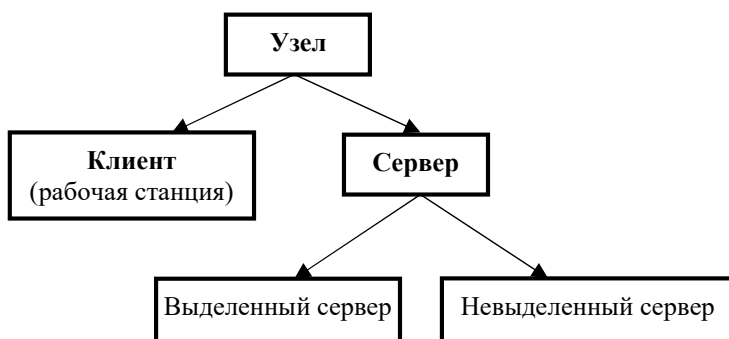 Узел
Клиент
(рабочая станция)
Сервер
Выделенный сервер
Невыделенный сервер